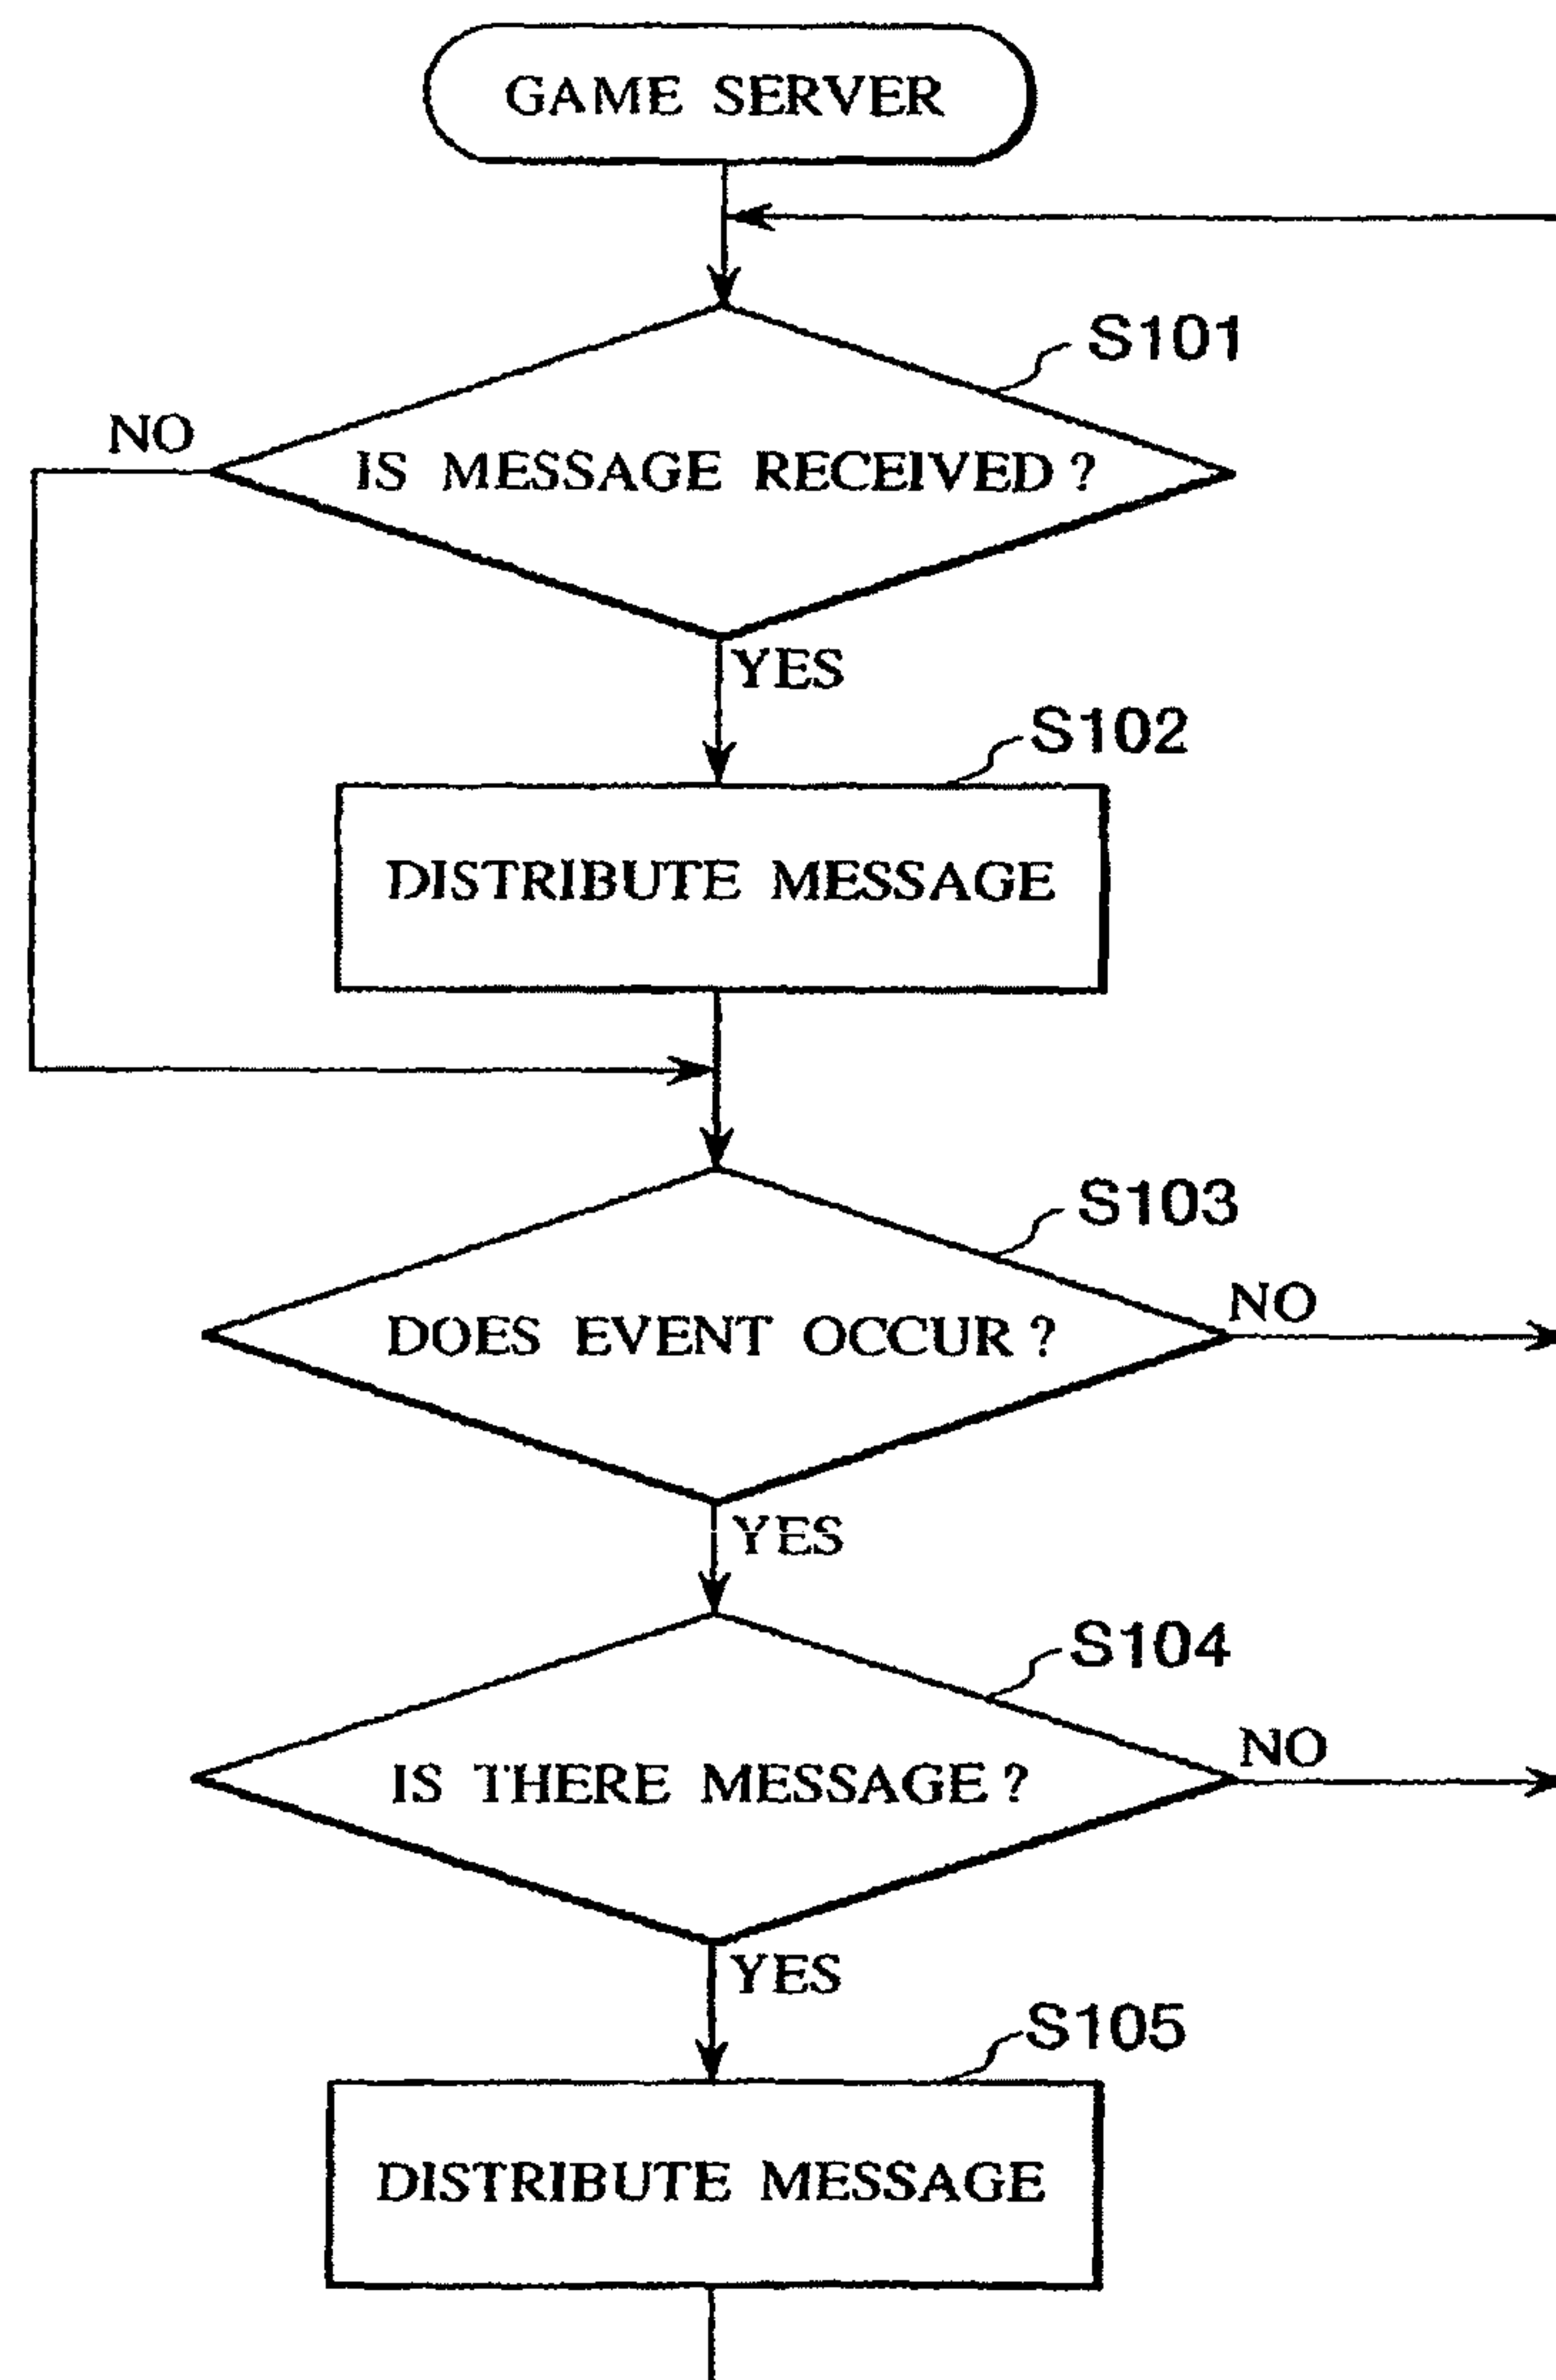 GAME SERVER
S101
NO
IS MESSAGE RECEIVED ?
YES
S102
DISTRIBUTE MESSAGE
S103
NO
DOES EVENT OCCUR ?
YES
S104
NO
IS THERE MESSAGE ?
YES
S105
DISTRIBUTE MESSAGE